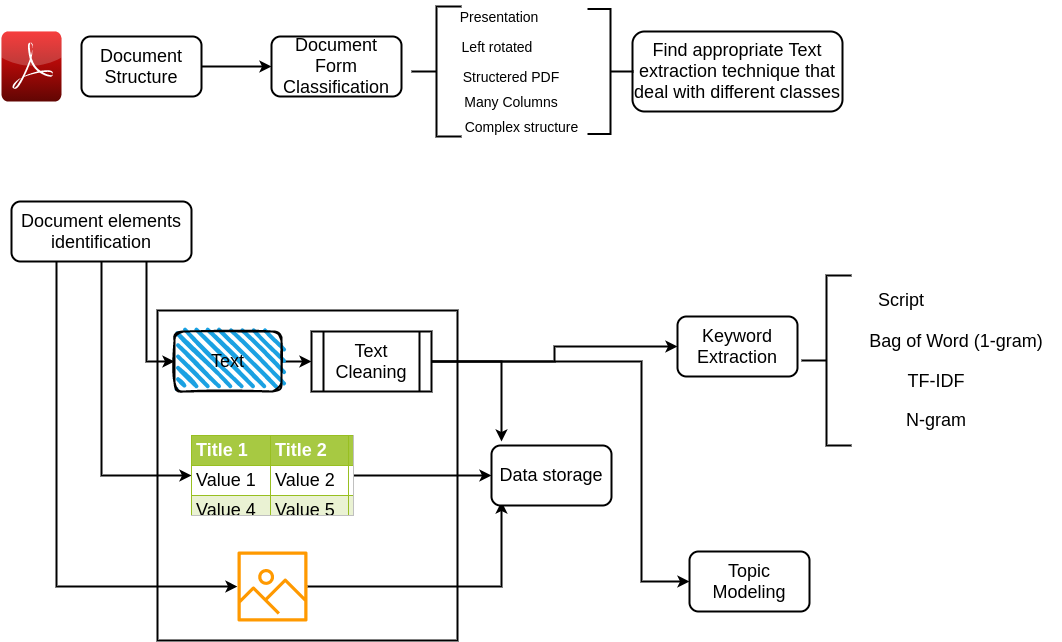 Document
Structure
Document
Form
Classification
Presentation
Left rotated
Structered PDF
Many Columns
Complex structure
Find appropriate Text
extraction technique that
deal with different classes
Document elements
identification
Text
Text
Cleaning
Title 1 Title 2
Value 1 Value 2
Value 4 Value 5
Data storage
Keyword
Extraction
Script
Bag of Word (1-gram)
TF-IDF
N-gram
Topic
Modeling